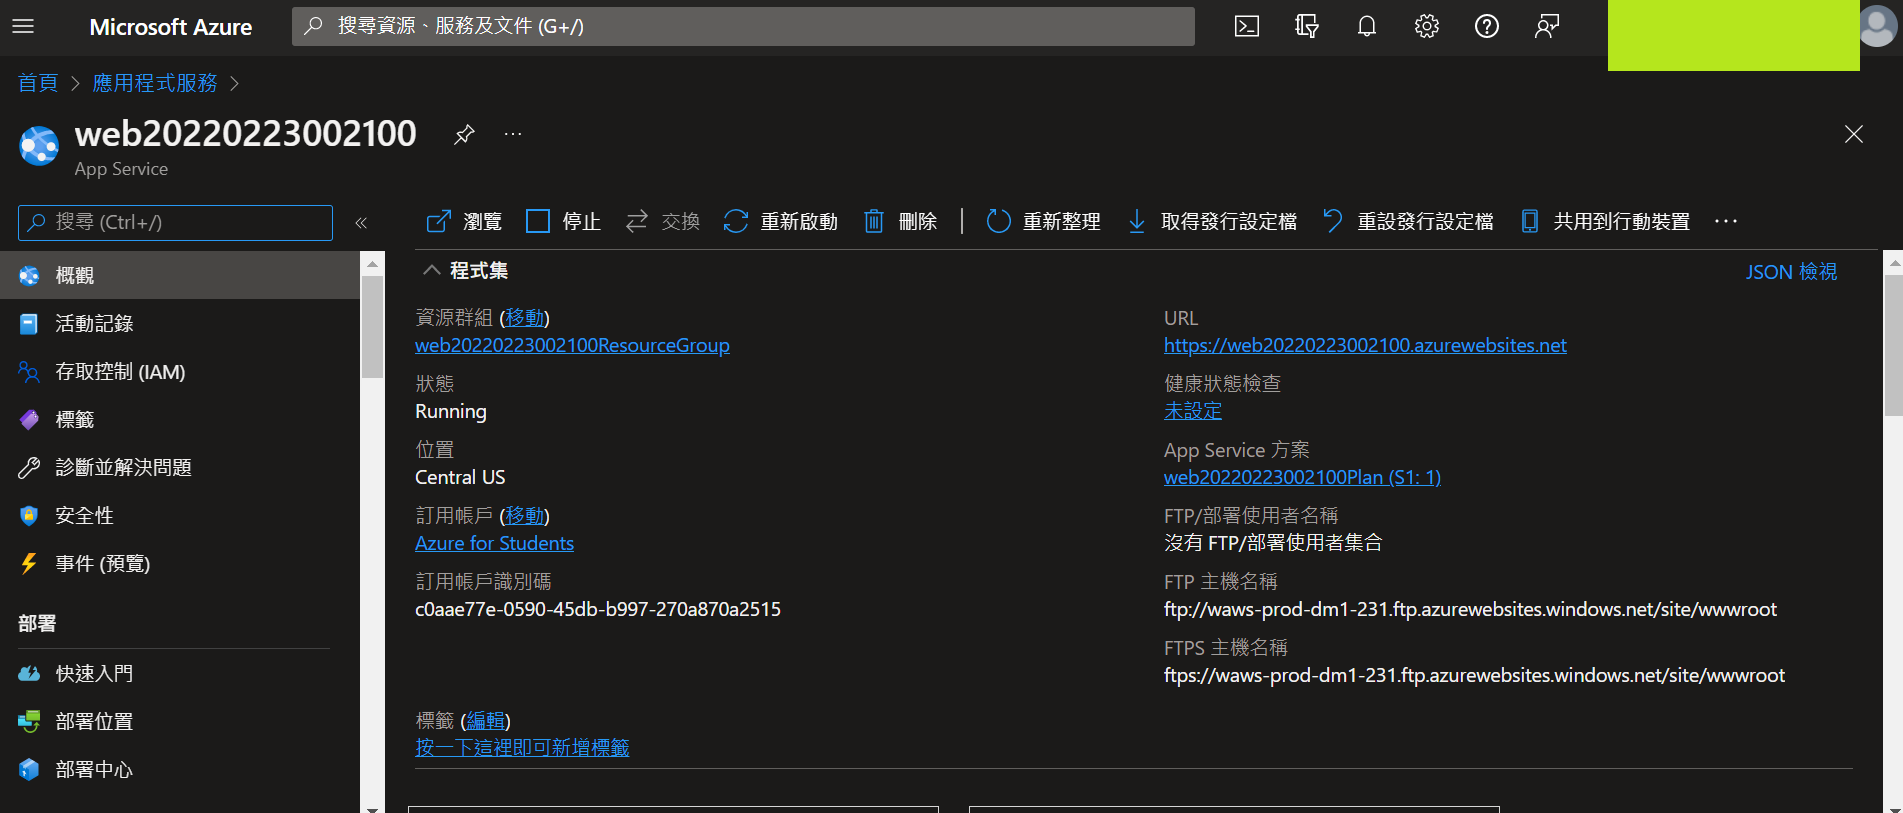 Microsoft Azure
搜尋資源、服務及文件 (G+/)
首頁 > 應用程式服務 >
web20220223002100
...
App Service
搜尋 (Ctrl+/)
«
瀏覽
停止
交換
重新啟動
刪除
重新整理
取得發行設定檔
重設發行設定檔
共用到行動裝置
...
概觀
活動記錄
存取控制 (IAM)
標籤
診斷並解決問題
安全性
事件 (預覽)
部署
快速入門
部署位置
部署中心
程式集
JSON 檢視
資源群組 (移動)
web20220223002100ResourceGroup
狀態
Running
位置
Central US
訂用帳戶 (移動)
Azure for Students
訂用帳戶識別碼
c0aae77e-0590-45db-b997-270a870a2515
URL
https://web20220223002100.azurewebsites.net
健康狀態檢查
未設定
App Service 方案
web20220223002100Plan (S1: 1)
FTP/部署使用者名稱
沒有 FTP/部署使用者集合
FTP 主機名稱
ftp://waws-prod-dm1-231.ftp.azurewebsites.windows.net/site/wwwroot
FTPS 主機名稱
ftps://waws-prod-dm1-231.ftp.azurewebsites.windows.net/site/wwwroot
標籤 (編輯)
按一下這裡即可新增標籤